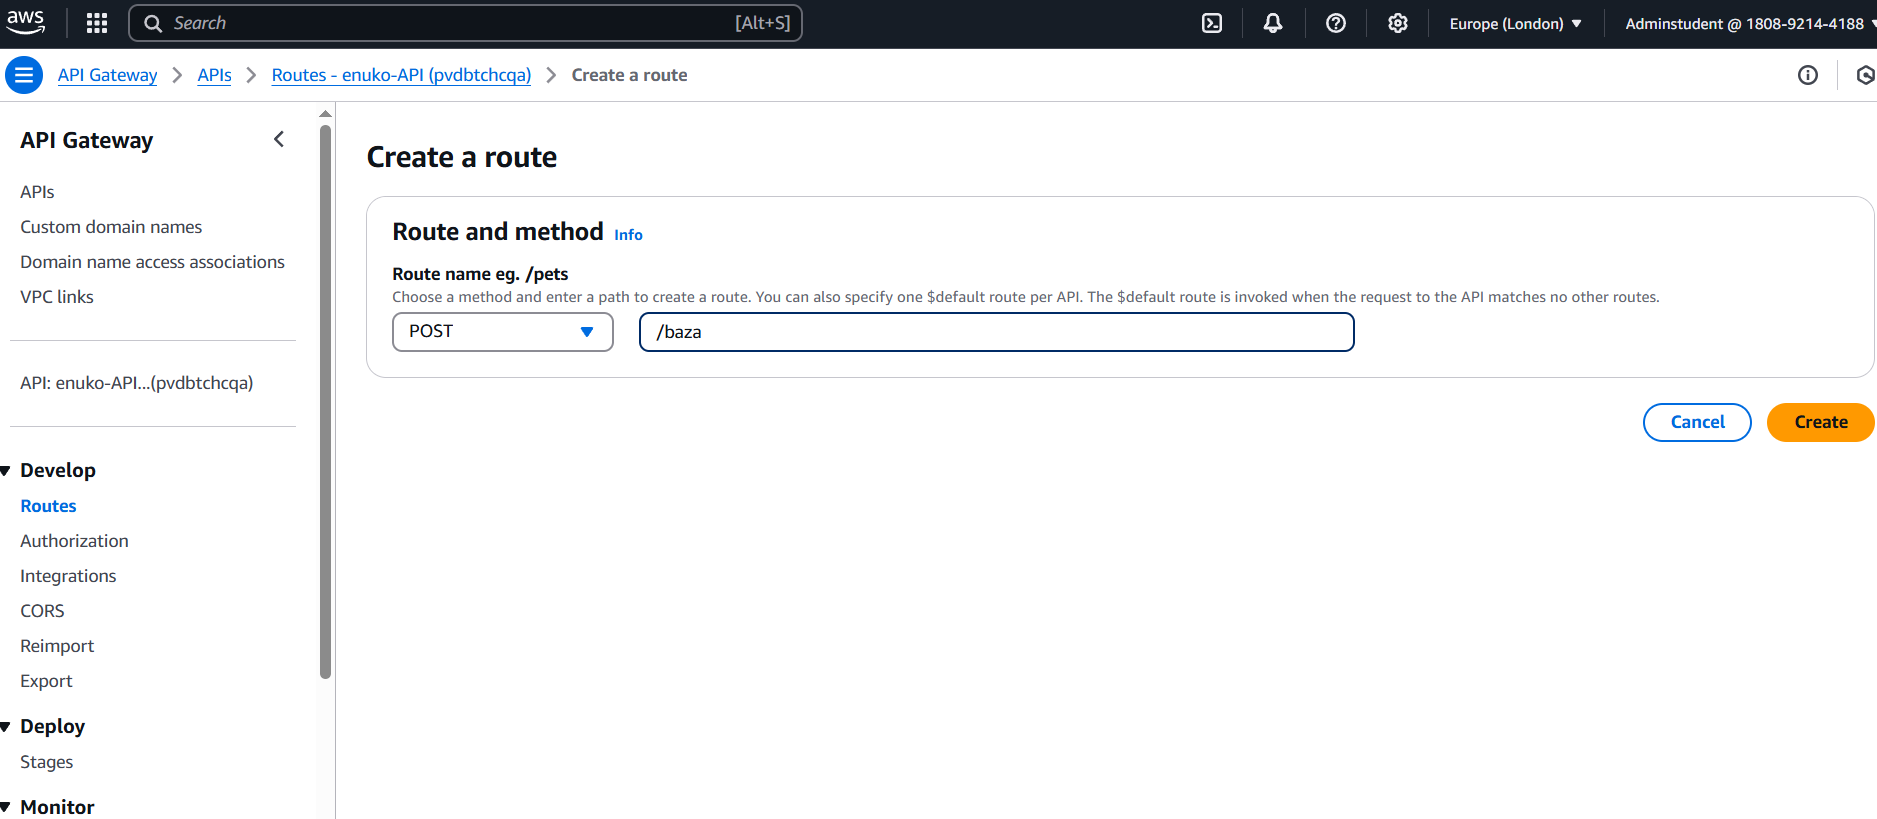 aws
Search [Alt+S]
Europe (London)
Adminstudent @ 1808-9214-4188
API Gateway
APIs
Routes - enuko-API (pvdbtchcqa)
Create a route
API Gateway
APIs
Custom domain names
Domain name access associations
VPC links
API: enuko-API...(pvdbtchcqa)
Develop
Routes
Authorization
Integrations
CORS
Reimport
Export
Deploy
Stages
Monitor
Create a route
Route and method Info
Route name eg. /pets
Choose a method and enter a path to create a route. You can also specify one $default route per API. The $default route is invoked when the request to the API matches no other routes.
POST
/baza
Cancel
Create